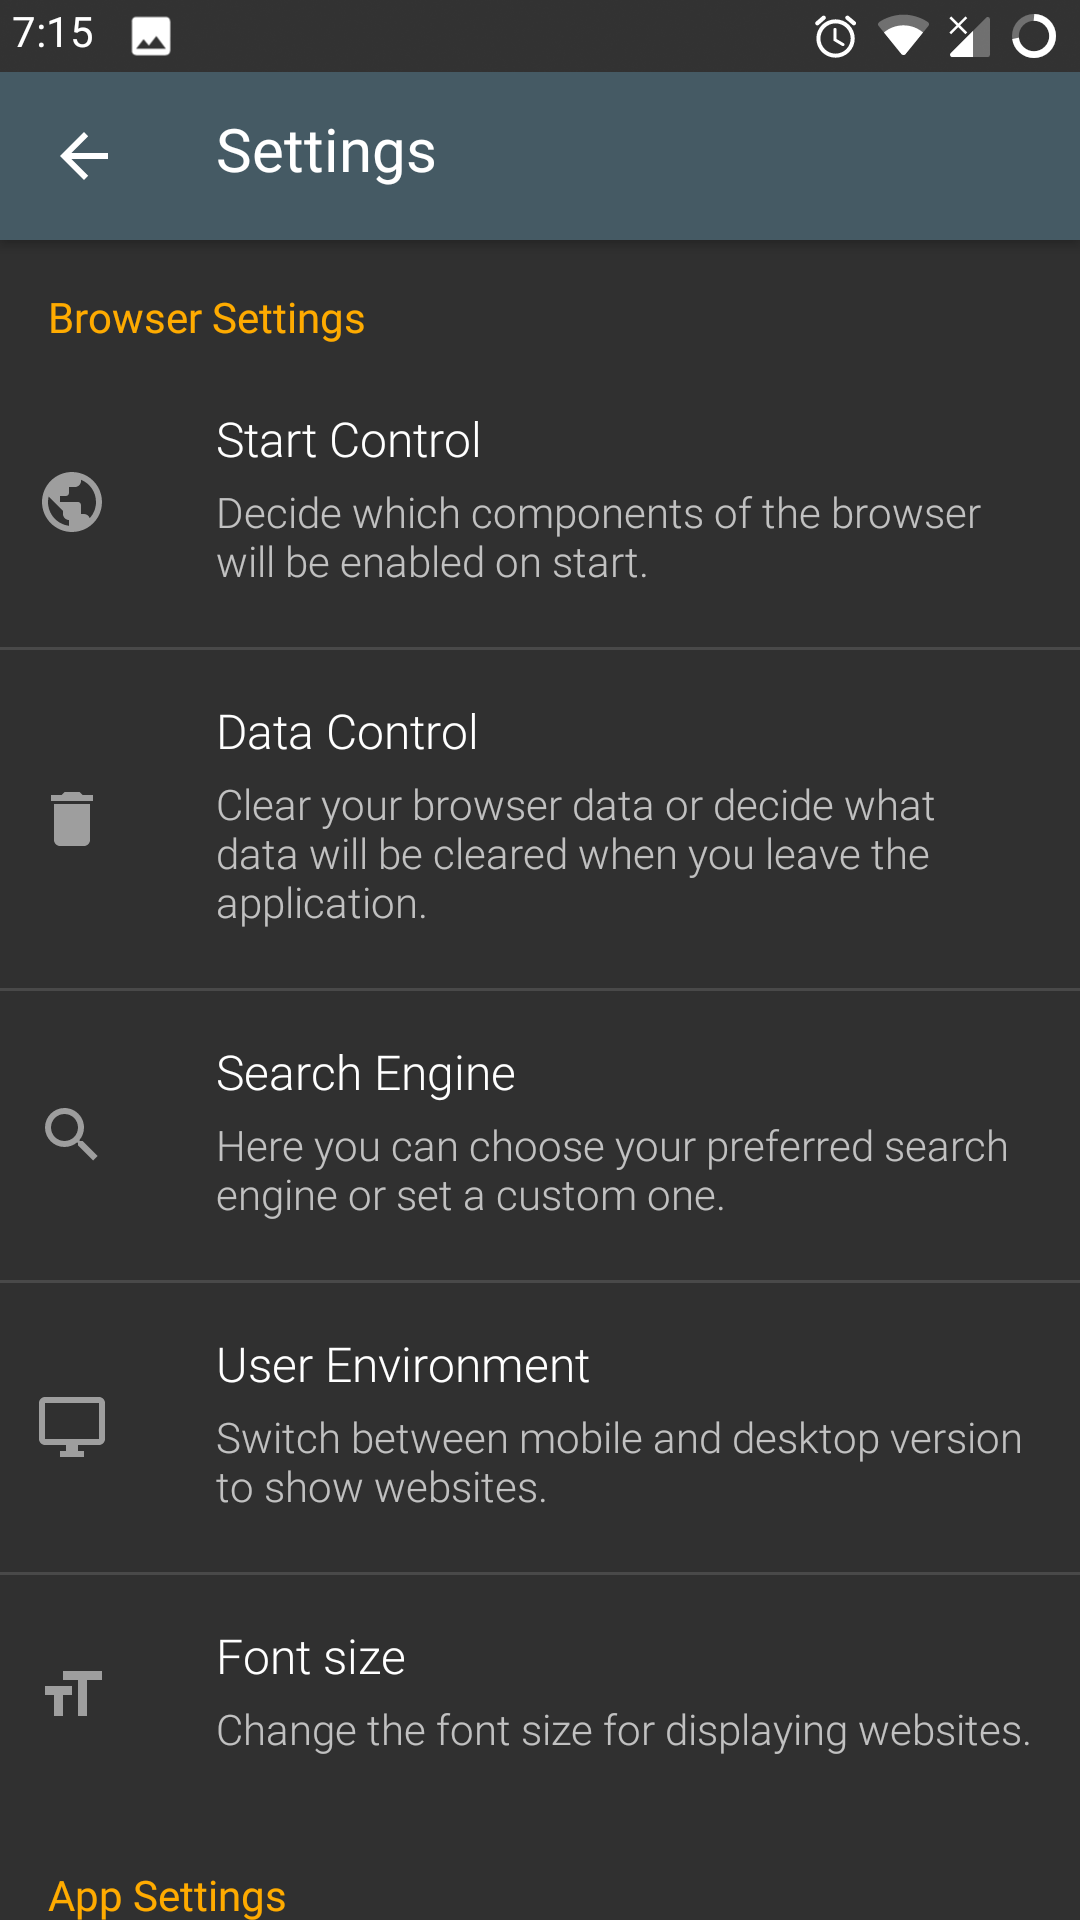 7:15
Settings
Browser Settings
Start Control
Decide which components of the browser
will be enabled on start.
Data Control
Clear your browser data or decide what
data will be cleared when you leave the
application.
Search Engine
Here you can choose your preferred search
engine or set a custom one.
User Environment
Switch between mobile and desktop version
to show websites.
Font size
Change the font size for displaying websites.
App Settings